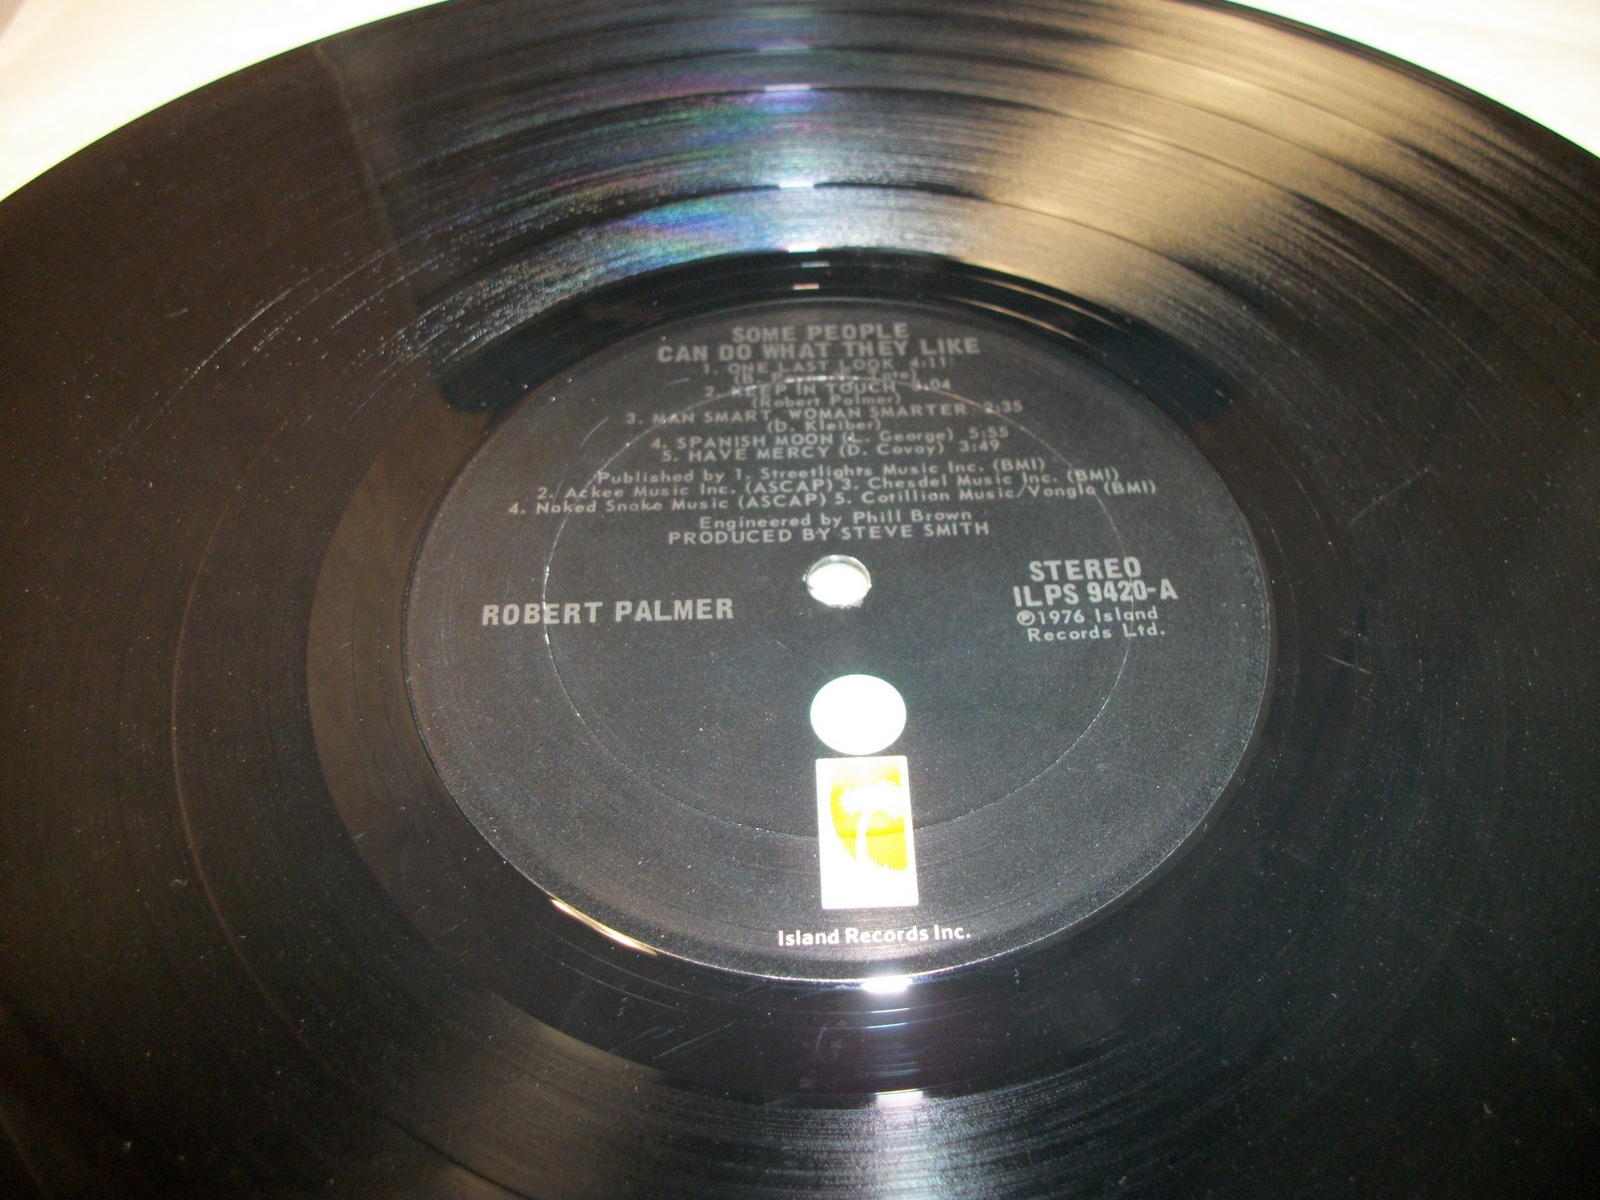 SOME PEOPLE
CAN DO WHAT THEY LIKE
1. ONE LAST LOOK 4:11
2. KEEP IN TOUCH 3:04
(Robert Palmer)
3. MAN SMART, WOMAN SMARTER 2:35
(D. Kleiber)
4. SPANISH MOON (L. George) 5:55
5. HAVE MERCY (D. Covay) 3:49
Published by 1. Streetlights Music Inc. (BMI)
2. Ackee Music Inc. (ASCAP) 3. Chesdel Music Inc. (BMI)
4. Naked Snake Music (ASCAP) 5. Cotillion Music/Vonglo (BMI)
Engineered by Phill Brown
PRODUCED BY STEVE SMITH
ROBERT PALMER
STEREO
ILPS 9420-A
℗1976 Island
Records Ltd.
Island Records Inc.